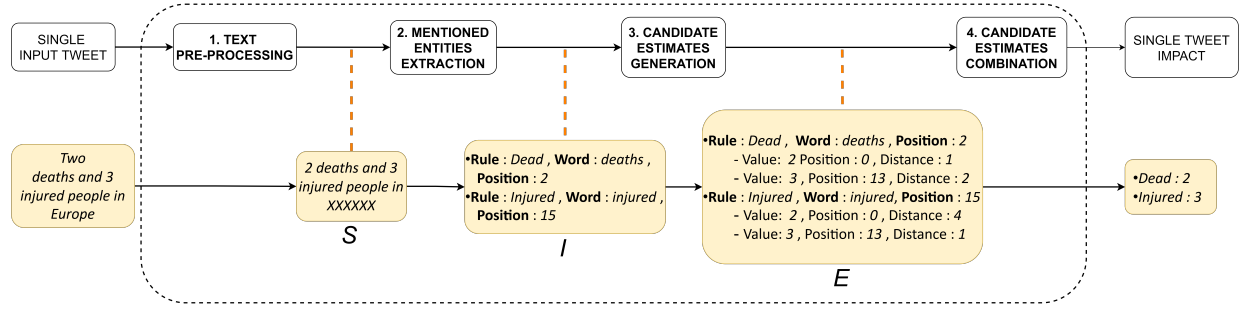 SINGLE
INPUT TWEET
1. TEXT
PRE-PROCESSING
2. MENTIONED
ENTITIES
EXTRACTION
3. CANDIDATE
ESTIMATES
GENERATION
4. CANDIDATE
ESTIMATES
COMBINATION
SINGLE TWEET
IMPACT
Two
deaths and 3
injured people in
Europe
2 deaths and 3
injured people in
XXXXXX
S
•Rule : Dead , Word : deaths ,
Position : 2
•Rule : Injured , Word : injured ,
Position : 15
I
•Rule : Dead , Word : deaths , Position : 2
- Value: 2 Position : 0 , Distance : 1
- Value: 3 , Position : 13, Distance : 2
•Rule : Injured , Word : injured, Position : 15
- Value: 2 , Position : 0 , Distance : 4
- Value: 3 , Position : 13 , Distance : 1
E
•Dead : 2
•Injured : 3